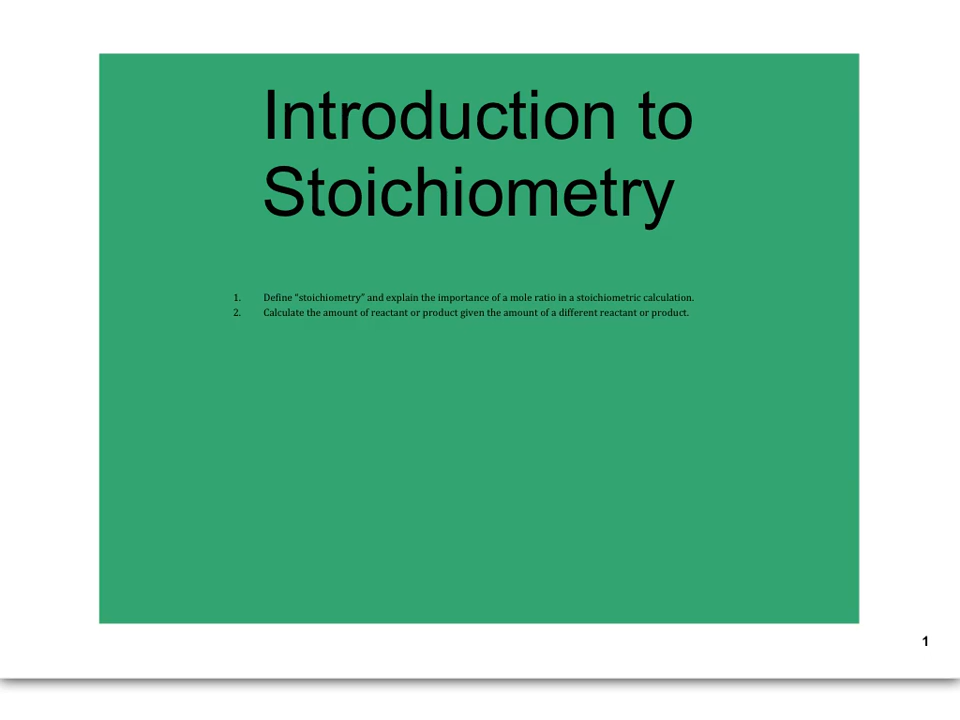 Introduction to
Stoichiometry
1. Define “stoichiometry” and explain the importance of a mole ratio in a stoichiometric calculation.
2. Calculate the amount of reactant or product given the amount of a different reactant or product.
1